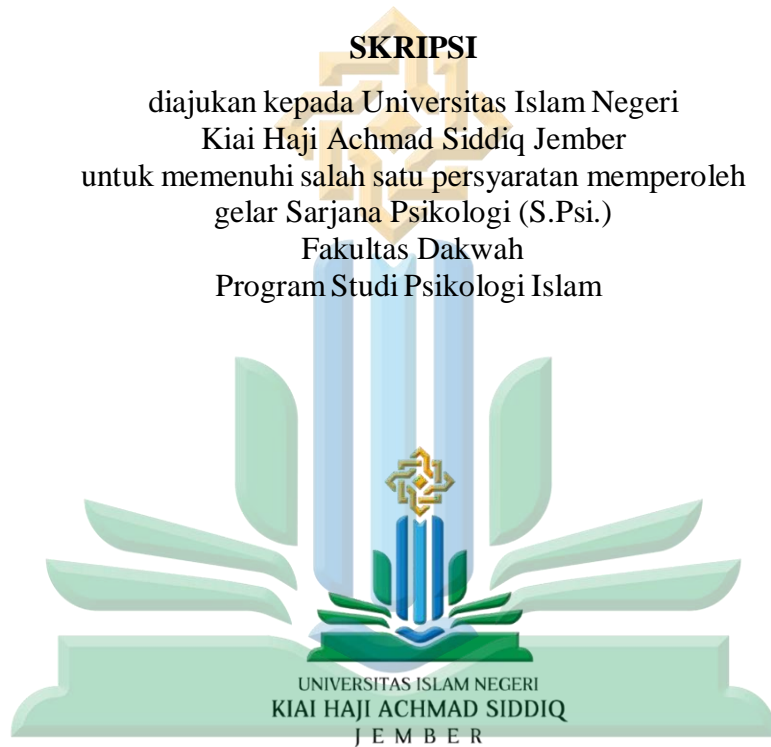 SKRIPSI
diajukan kepada Universitas Islam Negeri
Kiai Haji Achmad Siddiq Jember
untuk memenuhi salah satu persyaratan memperoleh
gelar Sarjana Psikologi (S.Psi.)
Fakultas Dakwah
Program Studi Psikologi Islam
UNIVERSITAS ISLAM NEGERI
KIAI HAJI ACHMAD SIDDIQ
JEMBER